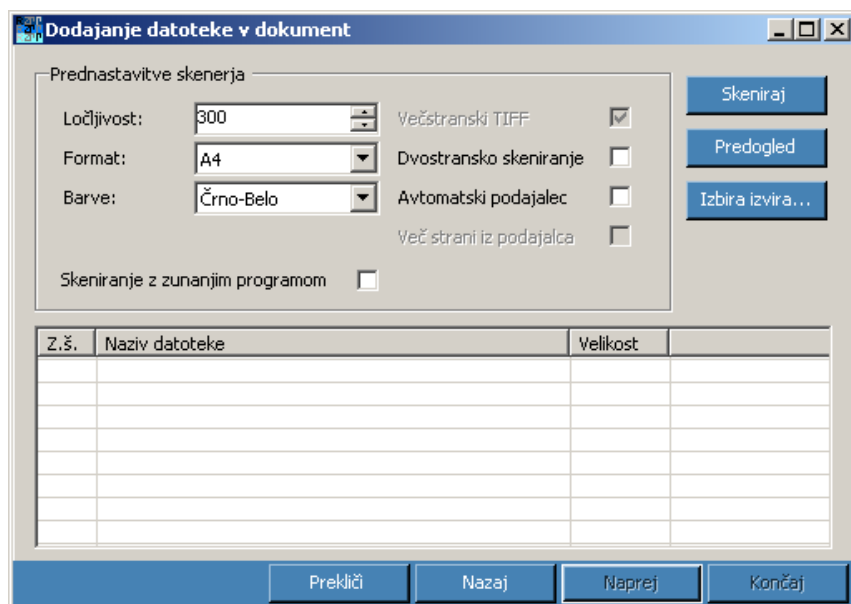 Dodajanje datoteke v dokument
Prednastavitve skenerja
Ločljivost:
300
Večstranski TIFF
Format:
A4
Dvostransko skeniranje
Barve:
Črno-Belo
Avtomatski podajalec
Več strani iz podajalca
Skeniranje z zunanjim programom
Skeniraj
Predogled
Izbira izvira...
Z.š. Naziv datoteke Velikost
Prekliči Nazaj Naprej Končaj